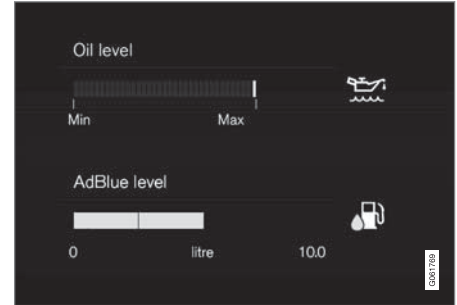 Oil level
Min Max
AdBlue level
0 litre 10.0
G061769